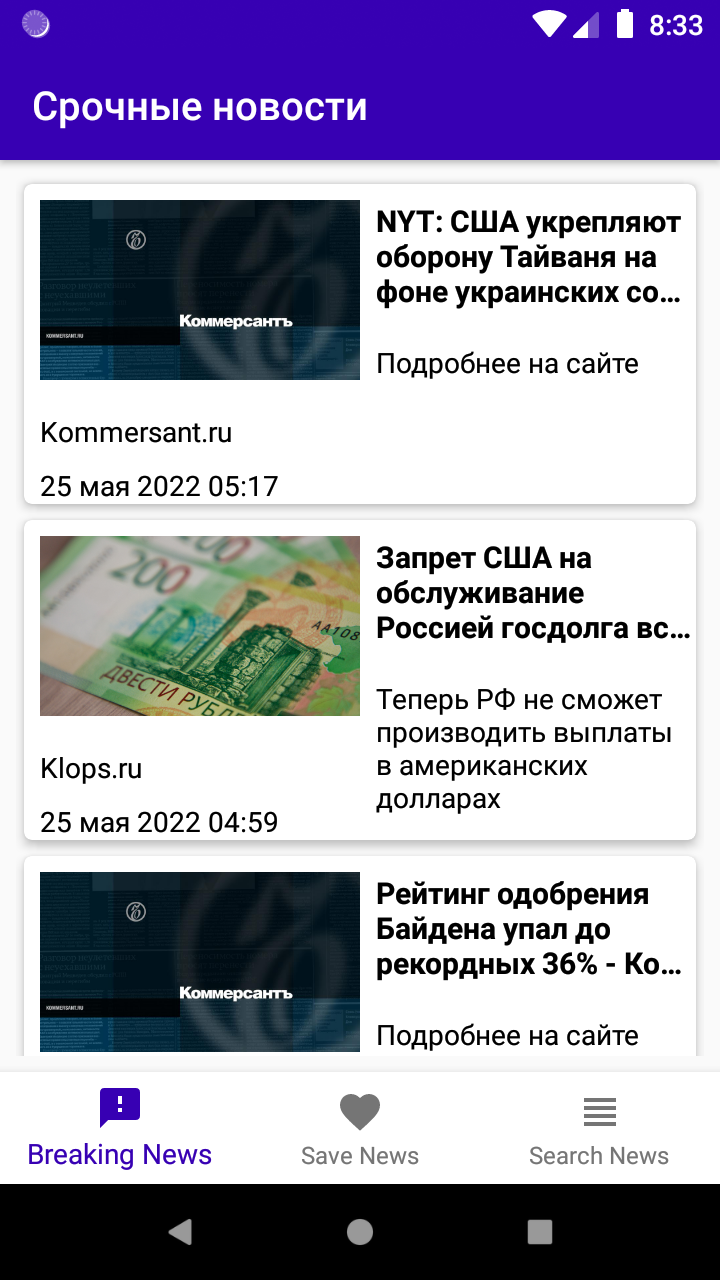 8:33
Срочные новости
NYT: США укрепляют
оборону Тайваня на
фоне украинских со...
Подробнее на сайте
KOMMERSANT.RU
Коммерсантъ
Kommersant.ru
25 мая 2022 05:17
Запрет США на
обслуживание
Россией госдолга вс...
Теперь РФ не сможет
производить выплаты
в американских
долларах
200
АА108
ДВЕСТИ РУБЛ
Klops.ru
25 мая 2022 04:59
Рейтинг одобрения
Байдена упал до
рекордных 36% - Ко...
Подробнее на сайте
KOMMERSANT.RU
Коммерсантъ
Breaking News
Save News
Search News